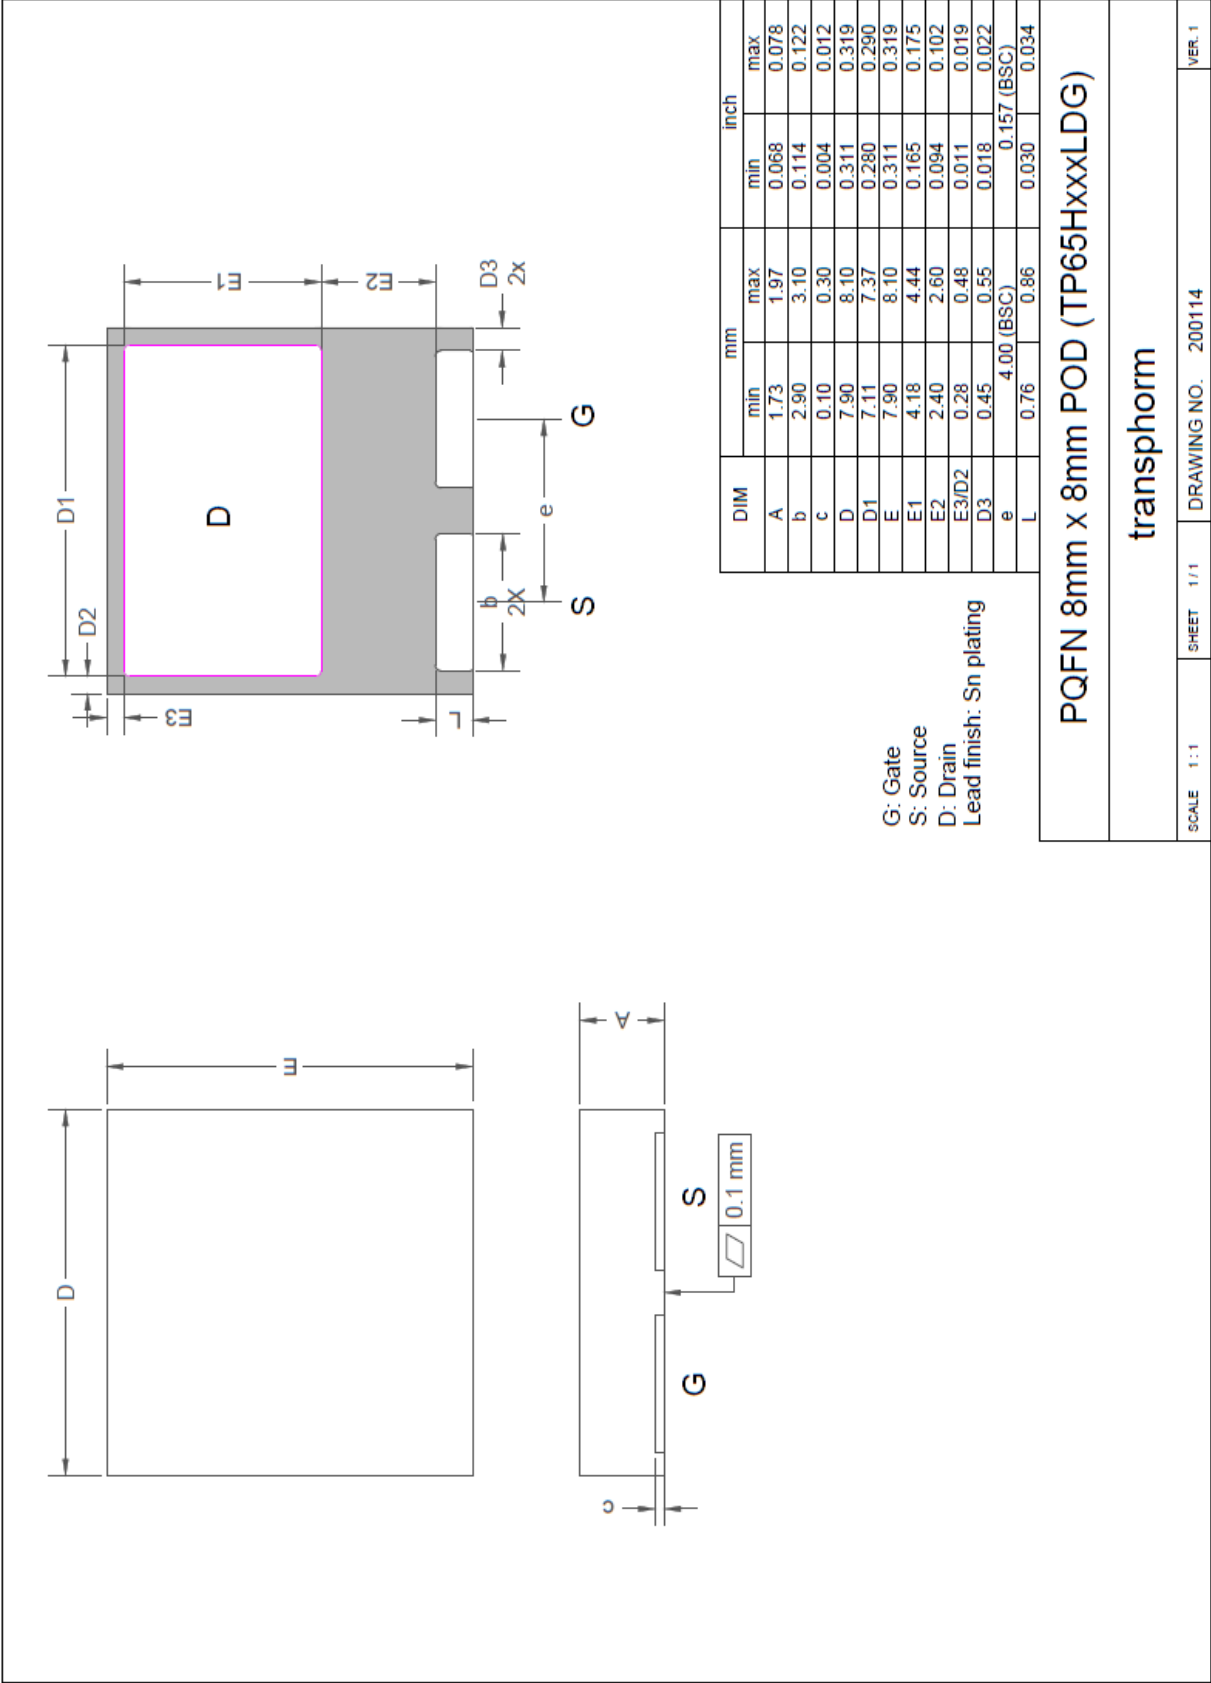 D
E
A
c
G
S
0.1 mm
D1
D2
E3
D
E1
E2
L
b
2X
e
D3
2x
S
G
G: Gate
S: Source
D: Drain
Lead finish: Sn plating
DIM mm inch
min max min max
A 1.73 1.97 0.068 0.078
b 2.90 3.10 0.114 0.122
c 0.10 0.30 0.004 0.012
D 7.90 8.10 0.311 0.319
D1 7.11 7.37 0.280 0.290
E 7.90 8.10 0.311 0.319
E1 4.18 4.44 0.165 0.175
E2 2.40 2.60 0.094 0.102
E3/D2 0.28 0.48 0.011 0.019
D3 0.45 0.55 0.018 0.022
e 4.00 (BSC) 0.157 (BSC)
L 0.76 0.86 0.030 0.034
PQFN 8mm x 8mm POD (TP65HxxxLDG)
transphorm
SCALE 1:1 SHEET 1/1 DRAWING NO. 200114 VER. 1